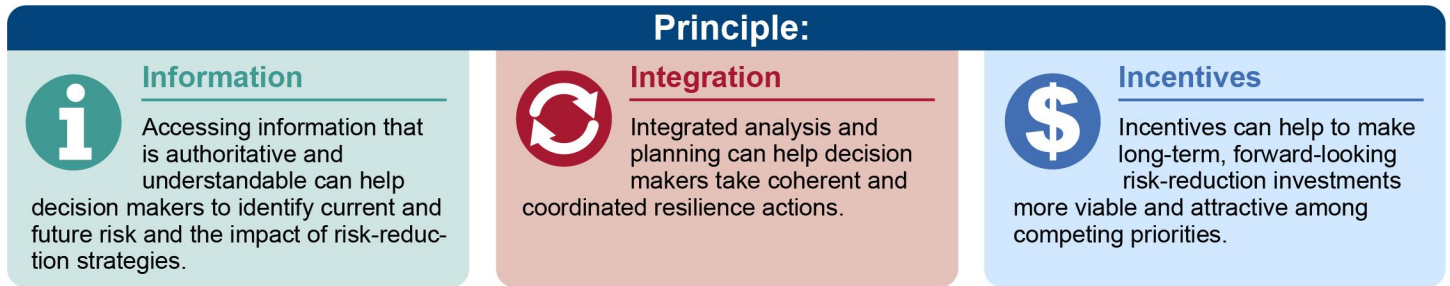 Principle:
Information
Accessing information that
is authoritative and
understandable can help
decision makers to identify current and
future risk and the impact of risk-reduc-
tion strategies.
Integration
Integrated analysis and
planning can help decision
makers take coherent and
coordinated resilience actions.
$
Incentives
Incentives can help to make
long-term, forward-looking
risk-reduction investments
more viable and attractive among
competing priorities.